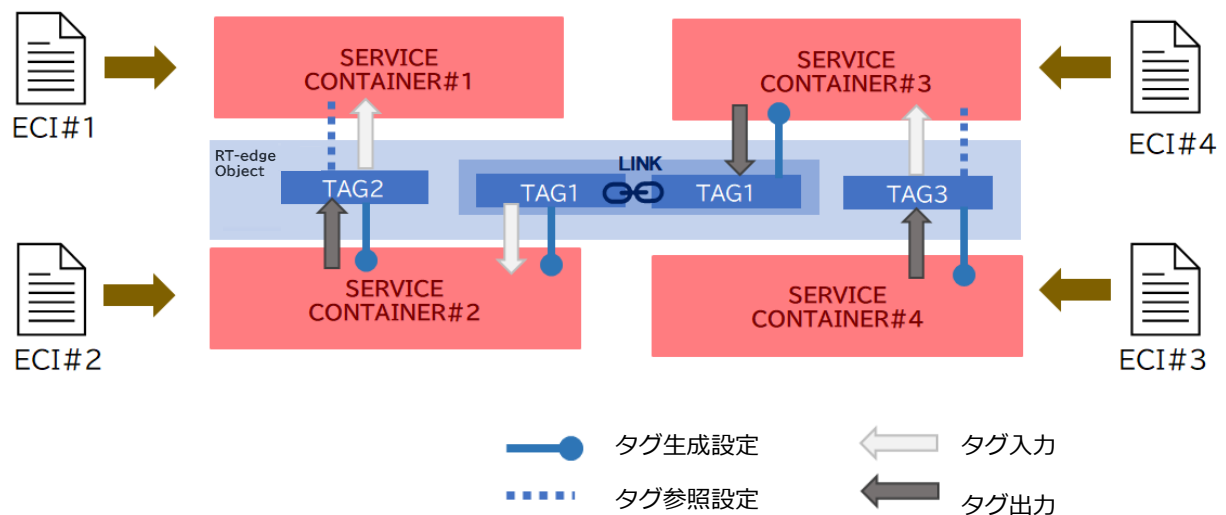 ECI#1
SERVICE
CONTAINER#1
SERVICE
CONTAINER#3
ECI#4
RT-edge
Object
TAG2
TAG1
LINK
TAG1
TAG3
ECI#2
SERVICE
CONTAINER#2
SERVICE
CONTAINER#4
ECI#3
タグ生成設定
タグ入力
タグ参照設定
タグ出力